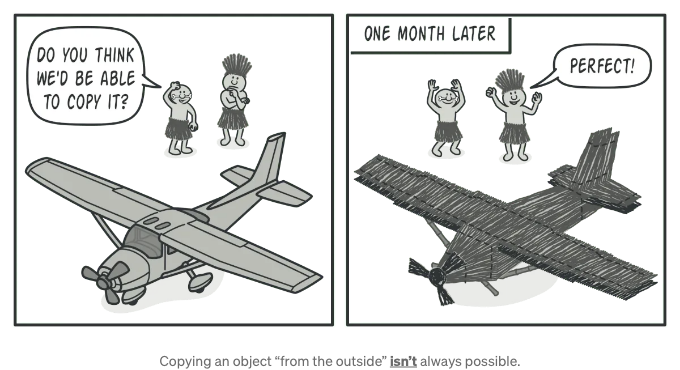 DO YOU THINK
WE'D BE ABLE
TO COPY IT?
ONE MONTH LATER
PERFECT!
Copying an object “from the outside” isn’t always possible.